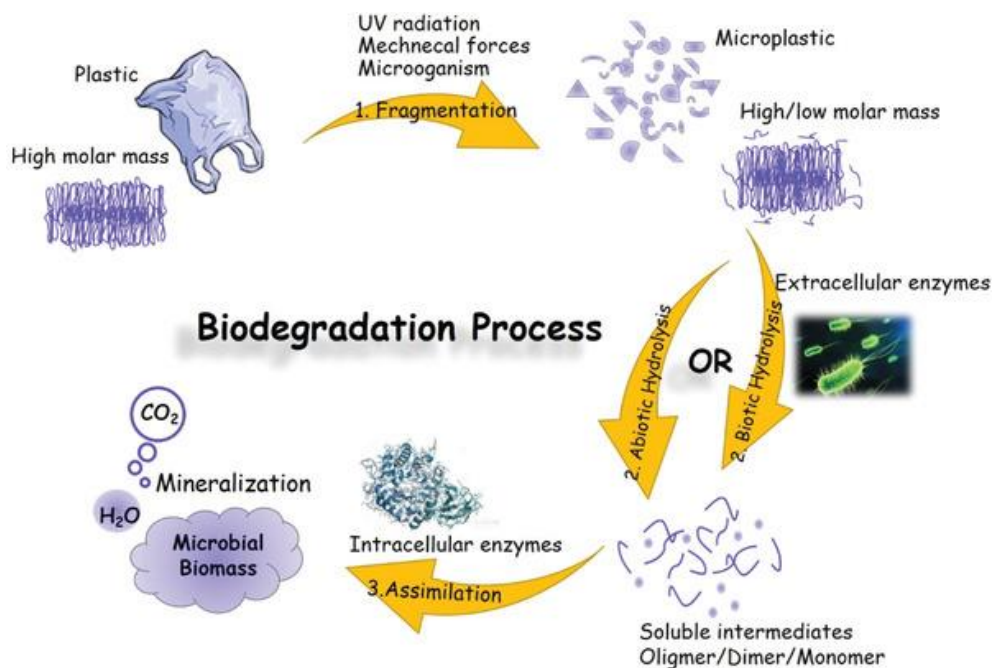 UV radiation
Mechnecal forces
Microoganism
1. Fragmentation
Plastic
High molar mass
Microplastic
High/low molar mass
Extracellular enzymes
2. Abiotic Hydrolysis
OR
2. Biotic Hydrolysis
Biodegradation Process
Soluble intermediates
Oligmer/Dimer/Monomer
Intracellular enzymes
3.Assimilation
CO₂
Mineralization
H₂O
Microbial
Biomass